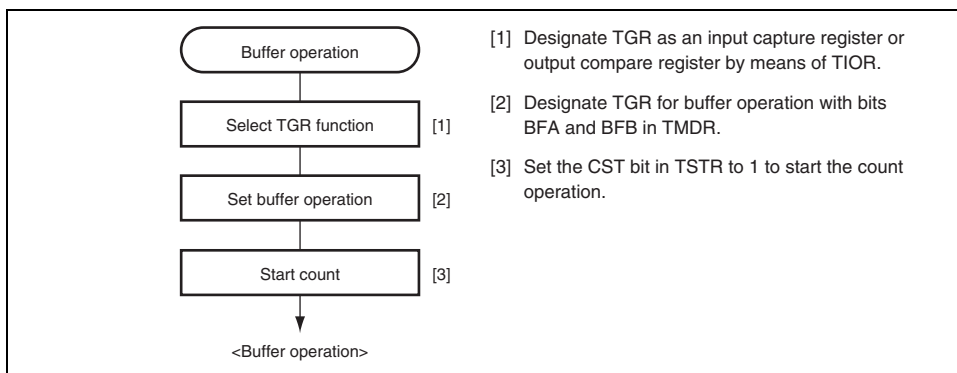 Buffer operation
Select TGR function
[1]
Set buffer operation
[2]
Start count
[3]
<Buffer operation>
[1] Designate TGR as an input capture register or
output compare register by means of TIOR.
[2] Designate TGR for buffer operation with bits
BFA and BFB in TMDR.
[3] Set the CST bit in TSTR to 1 to start the count
operation.